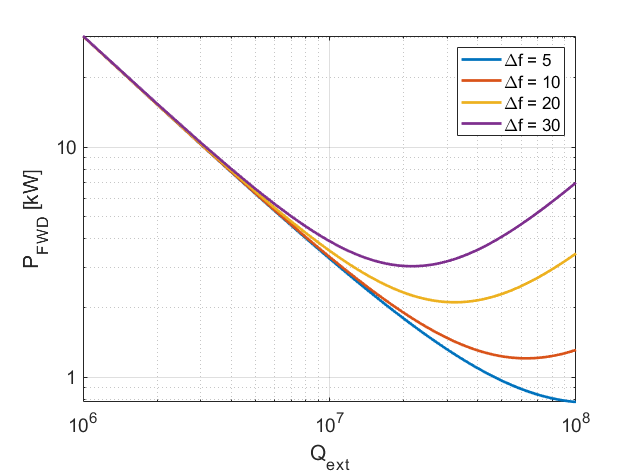 Δf = 5
Δf = 10
Δf = 20
Δf = 30
P_FWD [kW]
10
1
10^6
10^7
10^8
Q_ext